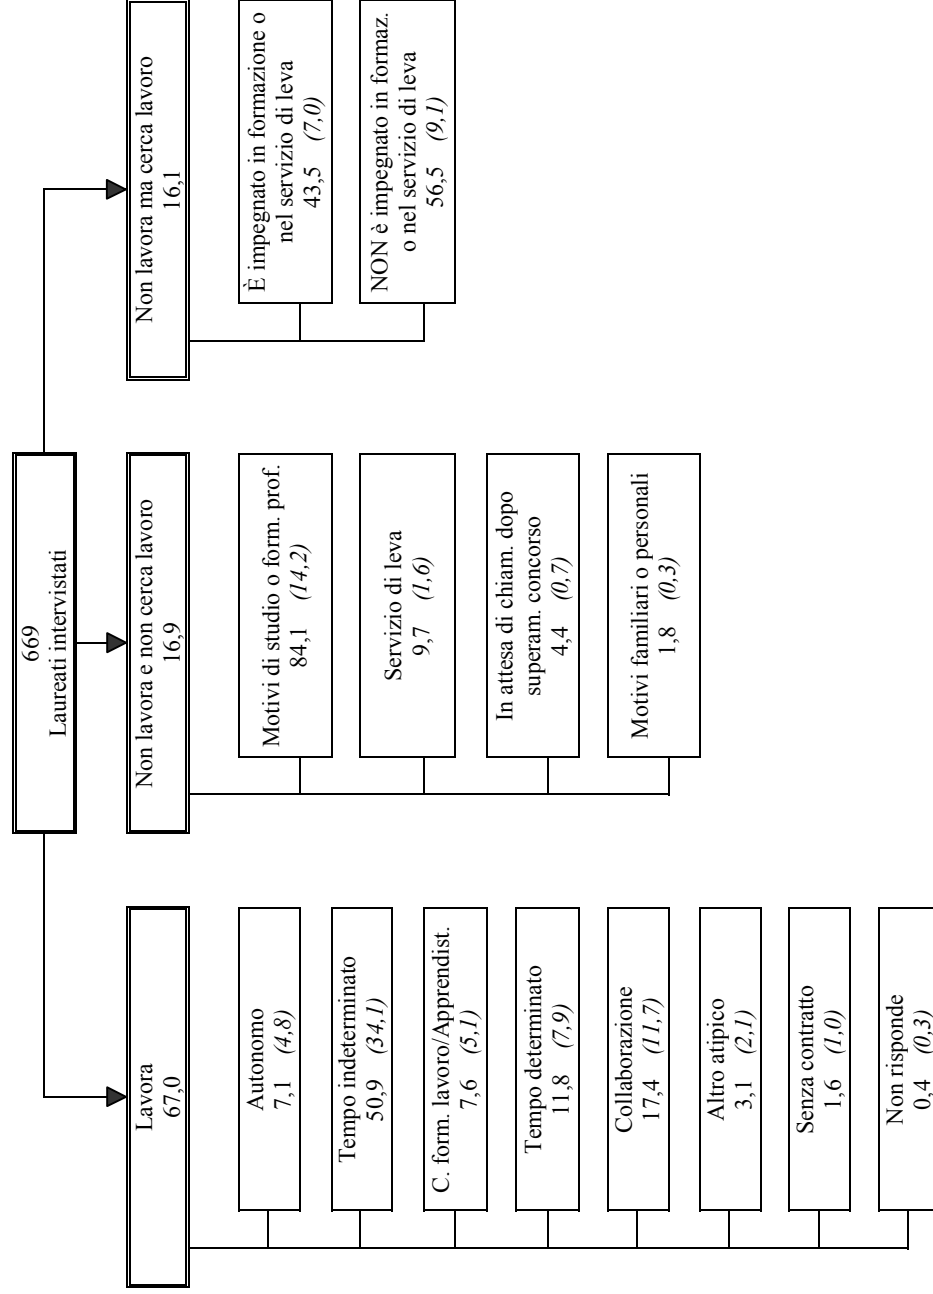 669
Laureati intervistati
Lavora
67,0
Autonomo
7,1 (4,8)
Tempo indeterminato
50,9 (34,1)
C. form. lavoro/Apprendist.
7,6 (5,1)
Tempo determinato
11,8 (7,9)
Collaborazione
17,4 (11,7)
Altro atipico
3,1 (2,1)
Senza contratto
1,6 (1,0)
Non risponde
0,4 (0,3)
Non lavora e non cerca lavoro
16,9
Motivi di studio o form. prof.
84,1 (14,2)
Servizio di leva
9,7 (1,6)
In attesa di chiam. dopo
superam. concorso
4,4 (0,7)
Motivi familiari o personali
1,8 (0,3)
Non lavora ma cerca lavoro
16,1
È impegnato in formazione o
nel servizio di leva
43,5 (7,0)
NON è impegnato in formaz.
o nel servizio di leva
56,5 (9,1)